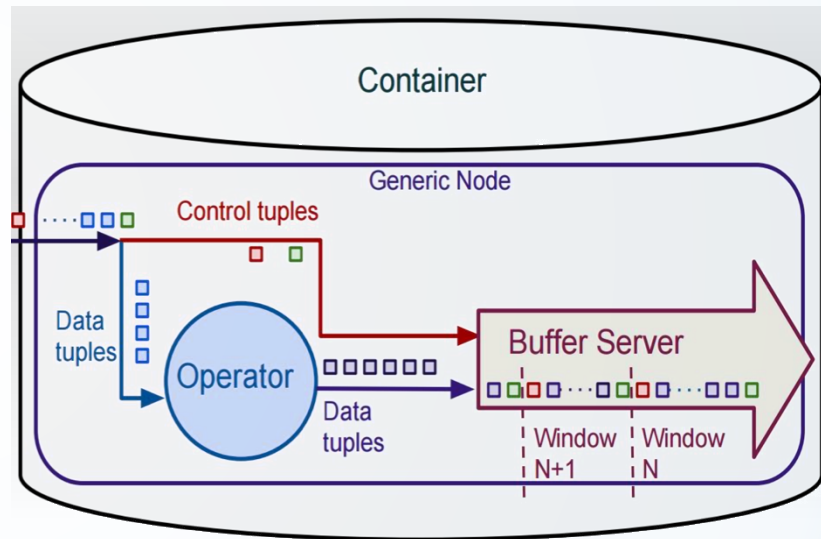 Container
Generic Node
Control tuples
Data
tuples
Operator
Data
tuples
Buffer Server
Window
N+1
Window
N